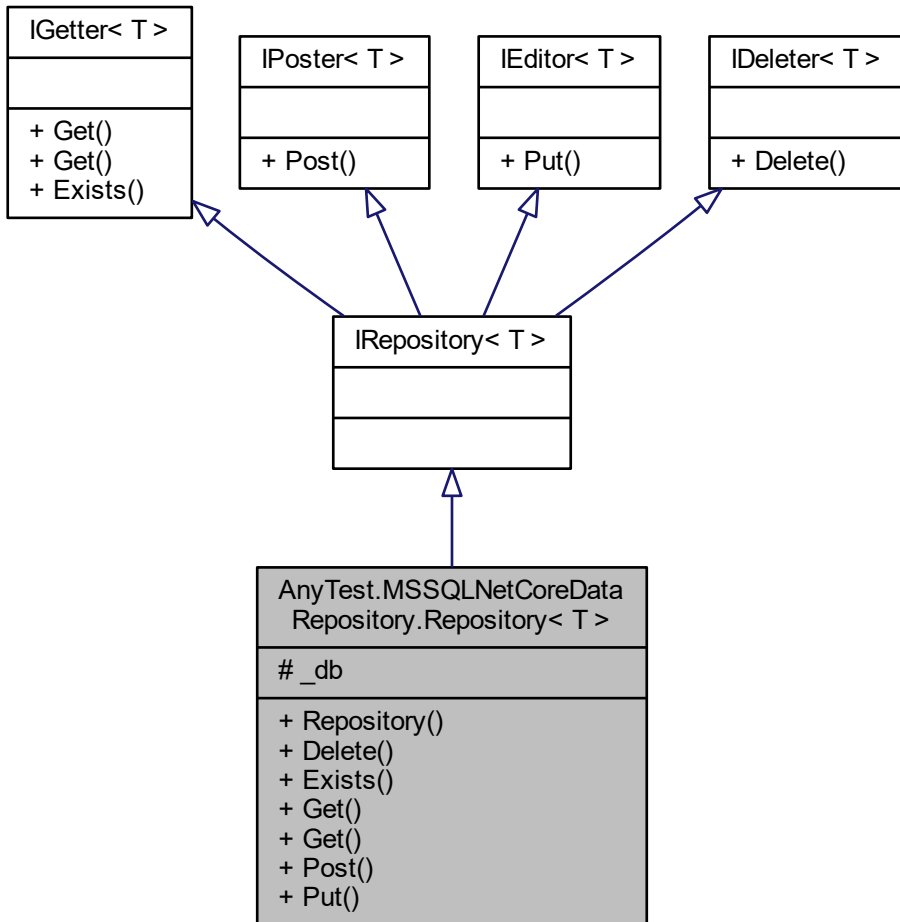 IGetter< T >
+ Get()
+ Get()
+ Exists()
IPoster< T >
+ Post()
IEditor< T >
+ Put()
IDeleter< T >
+ Delete()
IRepository< T >
AnyTest.MSSQLNetCoreData
Repository.Repository< T >
# _db
+ Repository()
+ Delete()
+ Exists()
+ Get()
+ Get()
+ Post()
+ Put()